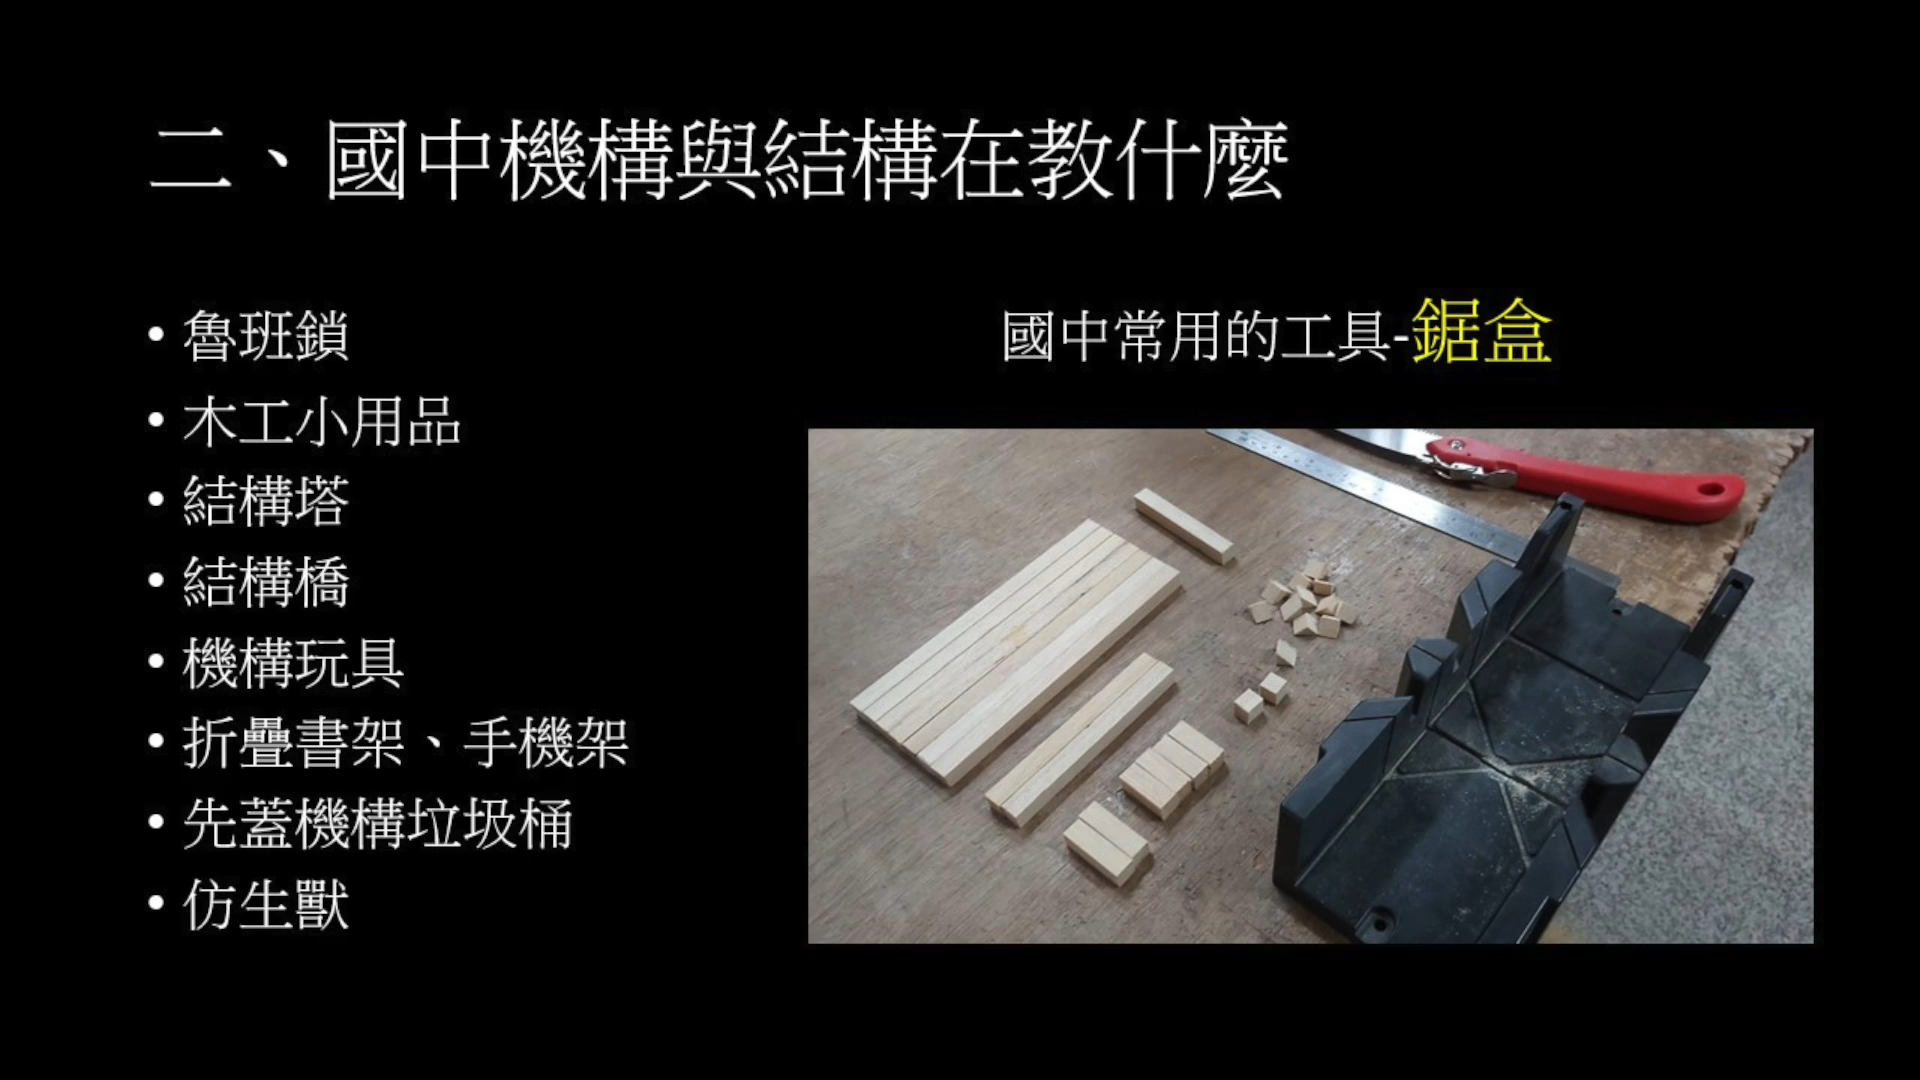 二、國中機構與結構在教什麼
• 魯班鎖
• 木工小用品
• 結構塔
• 結構橋
• 機構玩具
• 折疊書架、手機架
• 先蓋機構垃圾桶
• 仿生獸
國中常用的工具-鋸盒